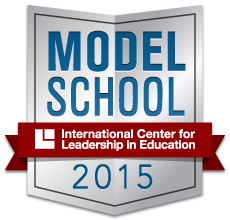 MODEL
SCHOOL
International Center for
Leadership in Education
2015